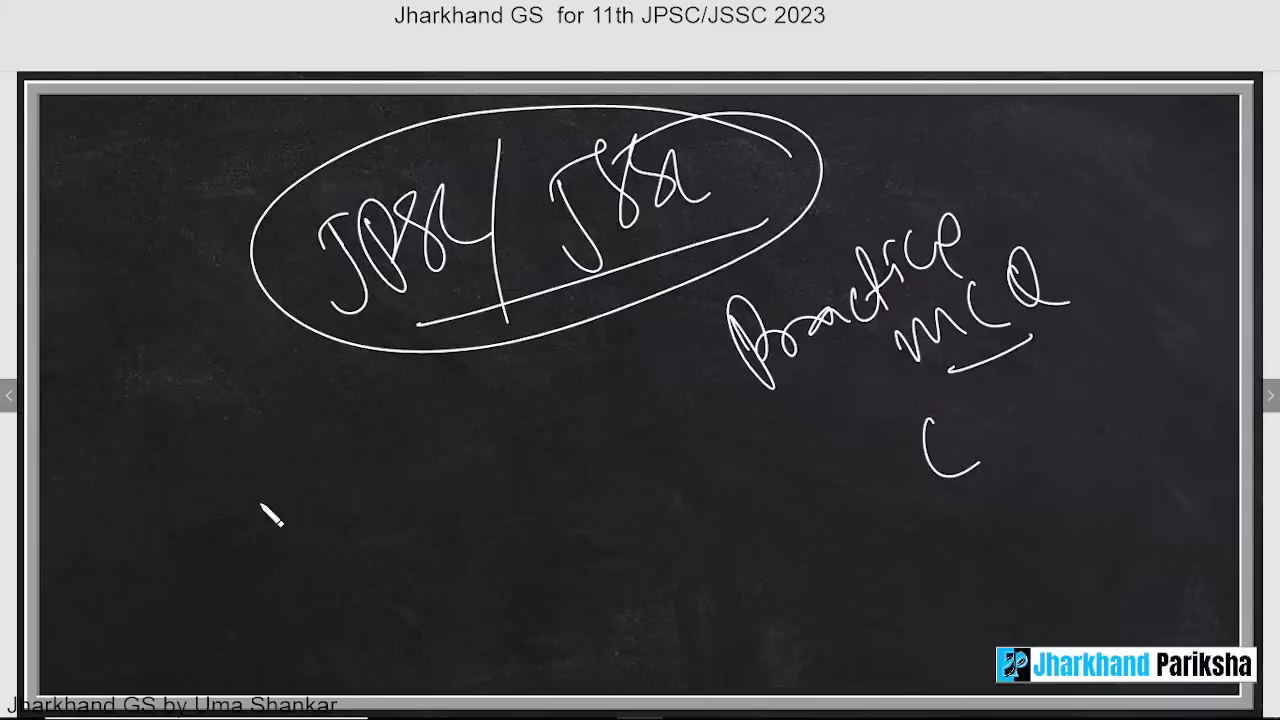 Jharkhand GS for 11th JPSC/JSSC 2023
JPSC/ JSSC
Practice
MCQ
C
Jharkhand Pariksha
Jharkhand GS by Uma Shankar